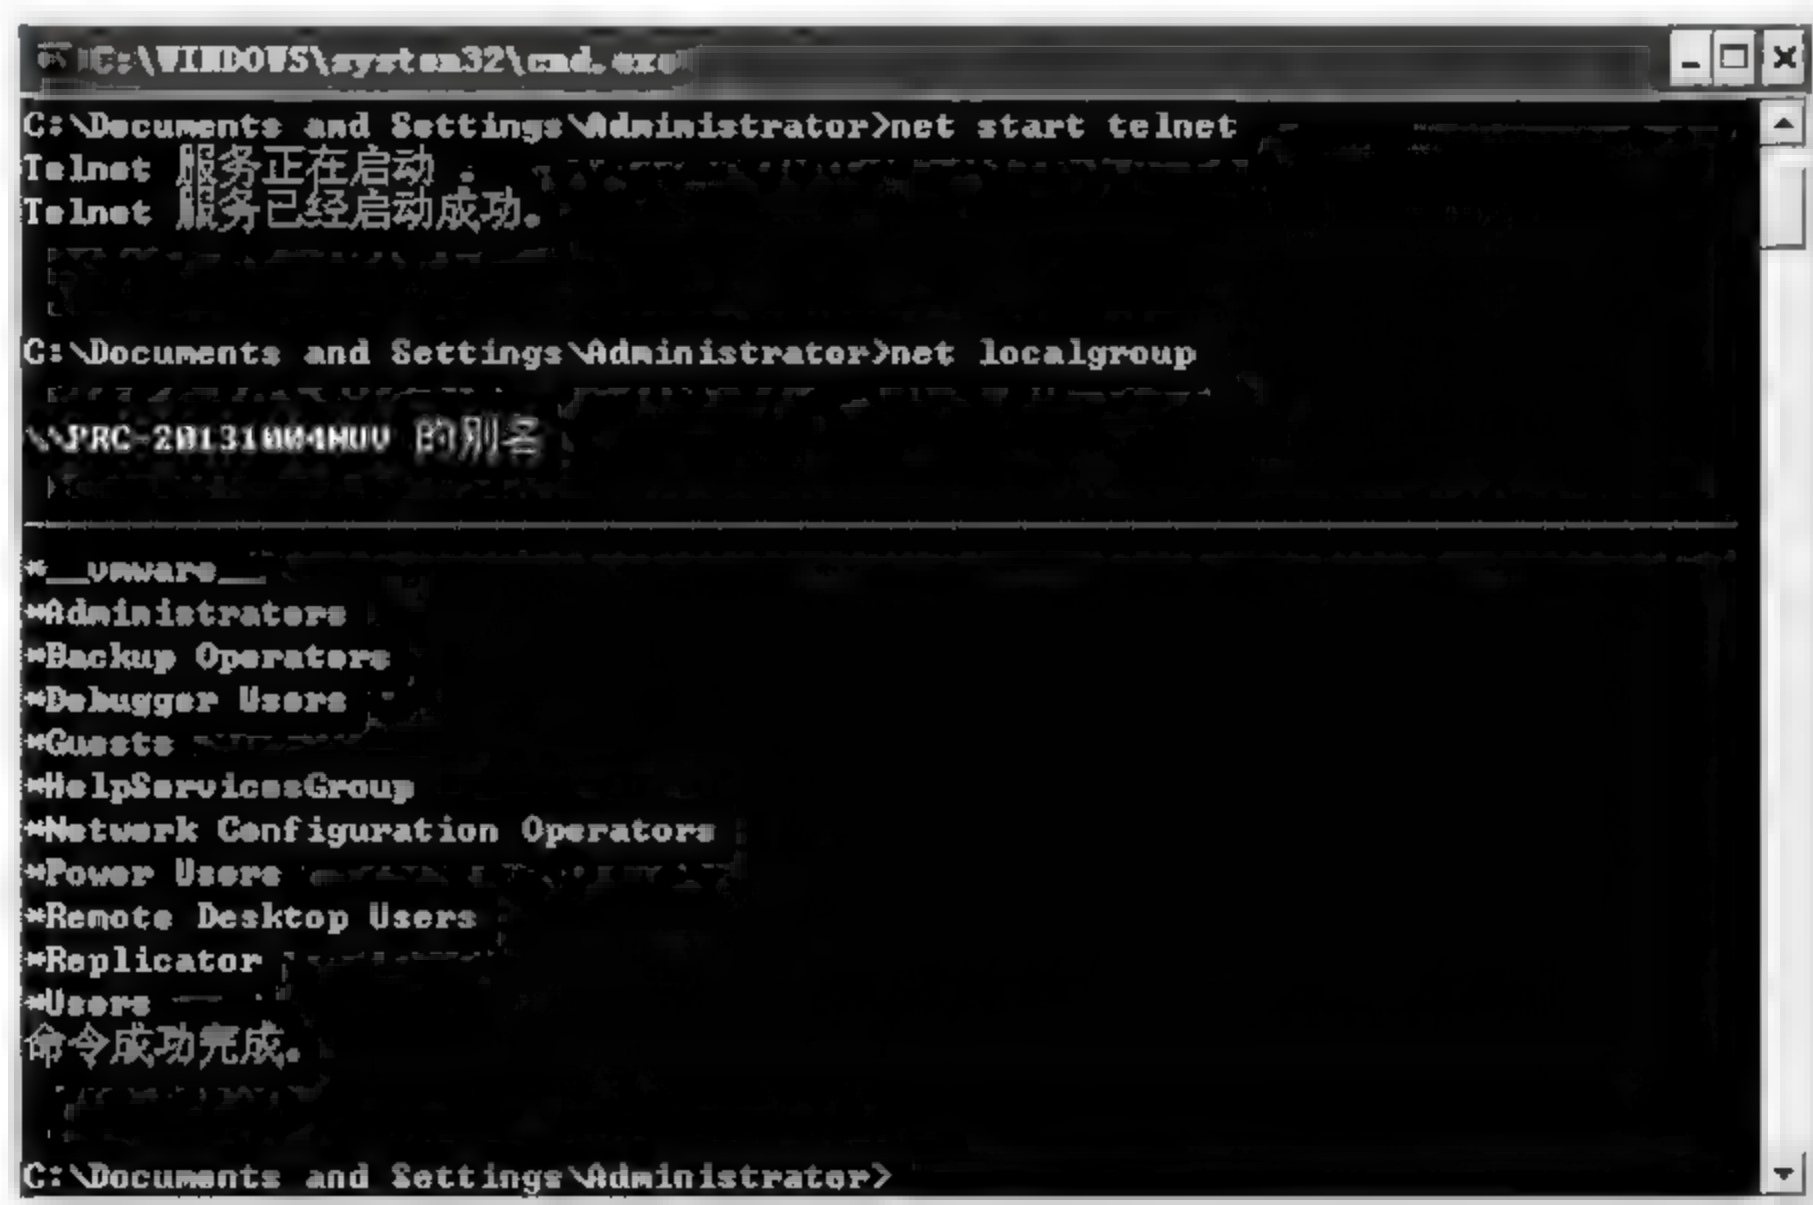 C:\WINDOWS\system32\cmd.exe
C:\Documents and Settings\Administrator>net start telnet
Telnet 服务正在启动 .
Telnet 服务已经启动成功。
C:\Documents and Settings\Administrator>net localgroup
\\PRC-20131004MUV 的别名
*__vmware__
*Administrators
*Backup Operators
*Debugger Users
*Guests
*HelpServicesGroup
*Network Configuration Operators
*Power Users
*Remote Desktop Users
*Replicator
*Users
命令成功完成。
C:\Documents and Settings\Administrator>